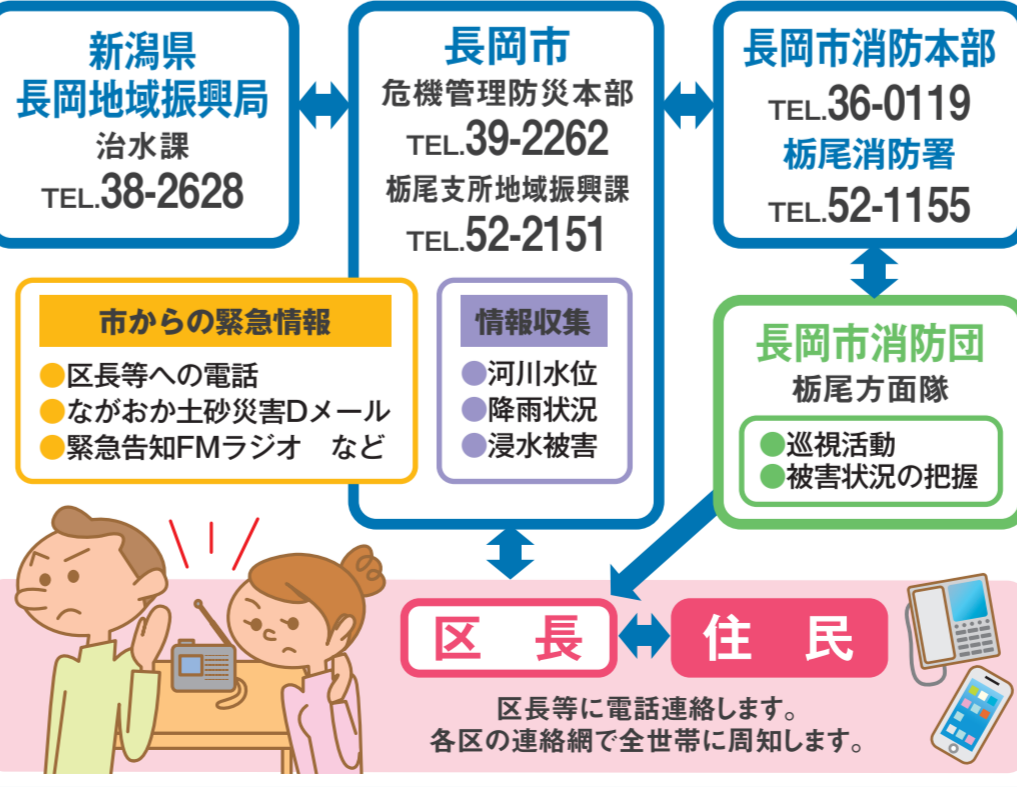 新潟県
長岡地域振興局
治水課
TEL.38-2628
長岡市
危機管理防災本部
TEL.39-2262
栃尾支所地域振興課
TEL.52-2151
長岡市消防本部
TEL.36-0119
栃尾消防署
TEL.52-1155
市からの緊急情報
●区長等への電話
●ながおか土砂災害Dメール
●緊急告知FMラジオ　など
情報収集
●河川水位
●降雨状況
●浸水被害
長岡市消防団
栃尾方面隊
●巡視活動
●被害状況の把握
区　長
住　民
区長等に電話連絡します。
各区の連絡網で全世帯に周知します。